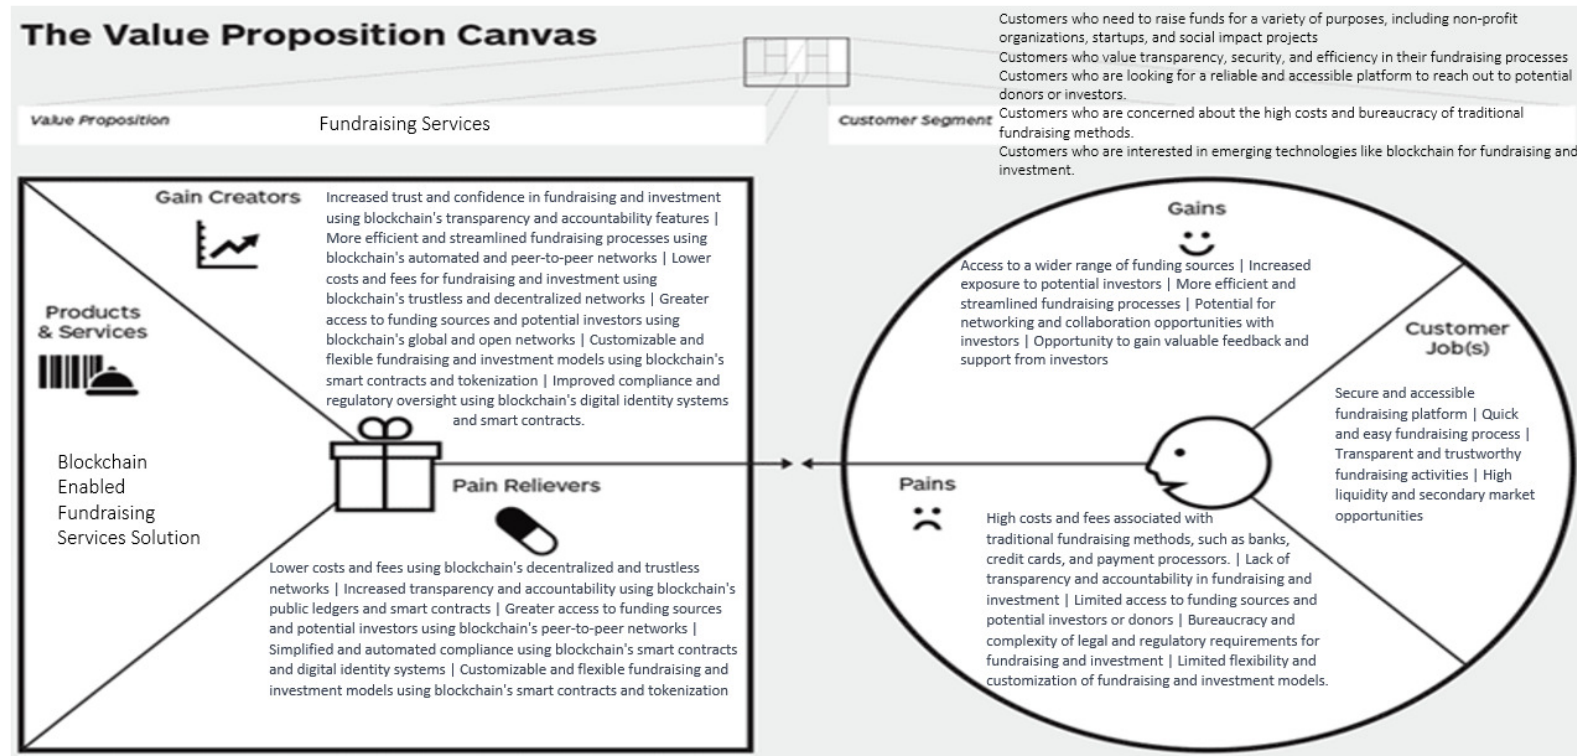 The Value Proposition Canvas
Customers who need to raise funds for a variety of purposes, including non-profit
organizations, startups, and social impact projects
Customers who value transparency, security, and efficiency in their fundraising processes
Customers who are looking for a reliable and accessible platform to reach out to potential
donors or investors.
Customers who are concerned about the high costs and bureaucracy of traditional
fundraising methods.
Customers who are interested in emerging technologies like blockchain for fundraising and
investment.
Value Proposition
Fundraising Services
Customer Segment
Gain Creators
Increased trust and confidence in fundraising and investment
using blockchain's transparency and accountability features |
More efficient and streamlined fundraising processes using
blockchain's automated and peer-to-peer networks | Lower
costs and fees for fundraising and investment using
blockchain's trustless and decentralized networks | Greater
access to funding sources and potential investors using
blockchain's global and open networks | Customizable and
flexible fundraising and investment models using blockchain's
smart contracts and tokenization | Improved compliance and
regulatory oversight using blockchain's digital identity systems
and smart contracts.
Products
& Services
Blockchain
Enabled
Fundraising
Services Solution
Pain Relievers
Lower costs and fees using blockchain's decentralized and trustless
networks | Increased transparency and accountability using blockchain's
public ledgers and smart contracts | Greater access to funding sources
and potential investors using blockchain's peer-to-peer networks |
Simplified and automated compliance using blockchain's smart contracts
and digital identity systems | Customizable and flexible fundraising and
investment models using blockchain's smart contracts and tokenization
Gains
Access to a wider range of funding sources | Increased
exposure to potential investors | More efficient and
streamlined fundraising processes | Potential for
networking and collaboration opportunities with
investors | Opportunity to gain valuable feedback and
support from investors
Customer
Job(s)
Secure and accessible
fundraising platform | Quick
and easy fundraising process |
Transparent and trustworthy
fundraising activities | High
liquidity and secondary market
opportunities
Pains
High costs and fees associated with
traditional fundraising methods, such as banks,
credit cards, and payment processors. | Lack of
transparency and accountability in fundraising and
investment | Limited access to funding sources and
potential investors or donors | Bureaucracy and
complexity of legal and regulatory requirements for
fundraising and investment | Limited flexibility and
customization of fundraising and investment models.